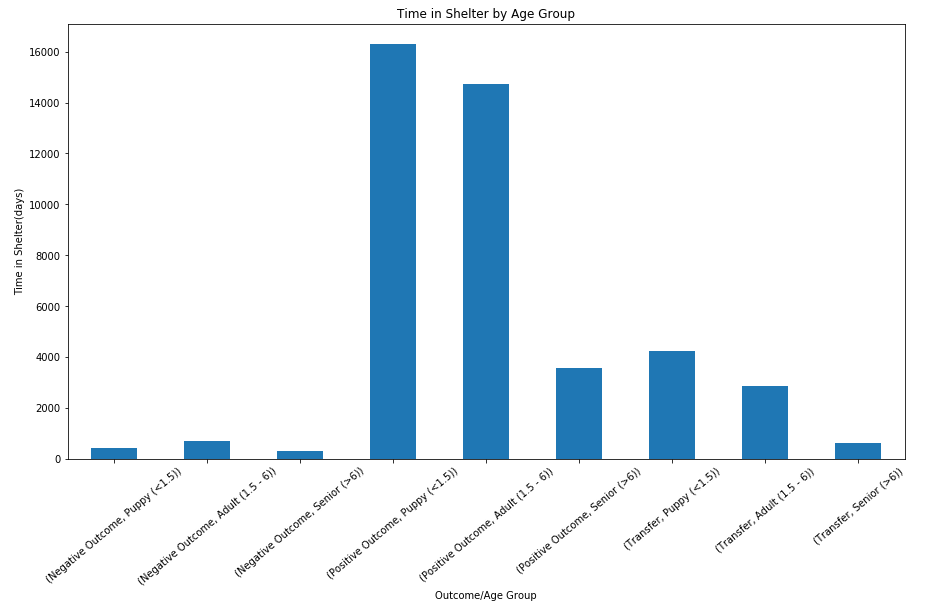 Time in Shelter by Age Group
Time in Shelter(days)
16000
14000
12000
10000
8000
6000
4000
2000
0
(Negative Outcome, Puppy (<1.5))
(Negative Outcome, Adult (1.5 - 6))
(Negative Outcome, Senior (>6))
(Positive Outcome, Puppy (<1.5))
(Positive Outcome, Adult (1.5 - 6))
(Positive Outcome, Senior (>6))
(Transfer, Puppy (<1.5))
(Transfer, Adult (1.5 - 6))
(Transfer, Senior (>6))
Outcome/Age Group